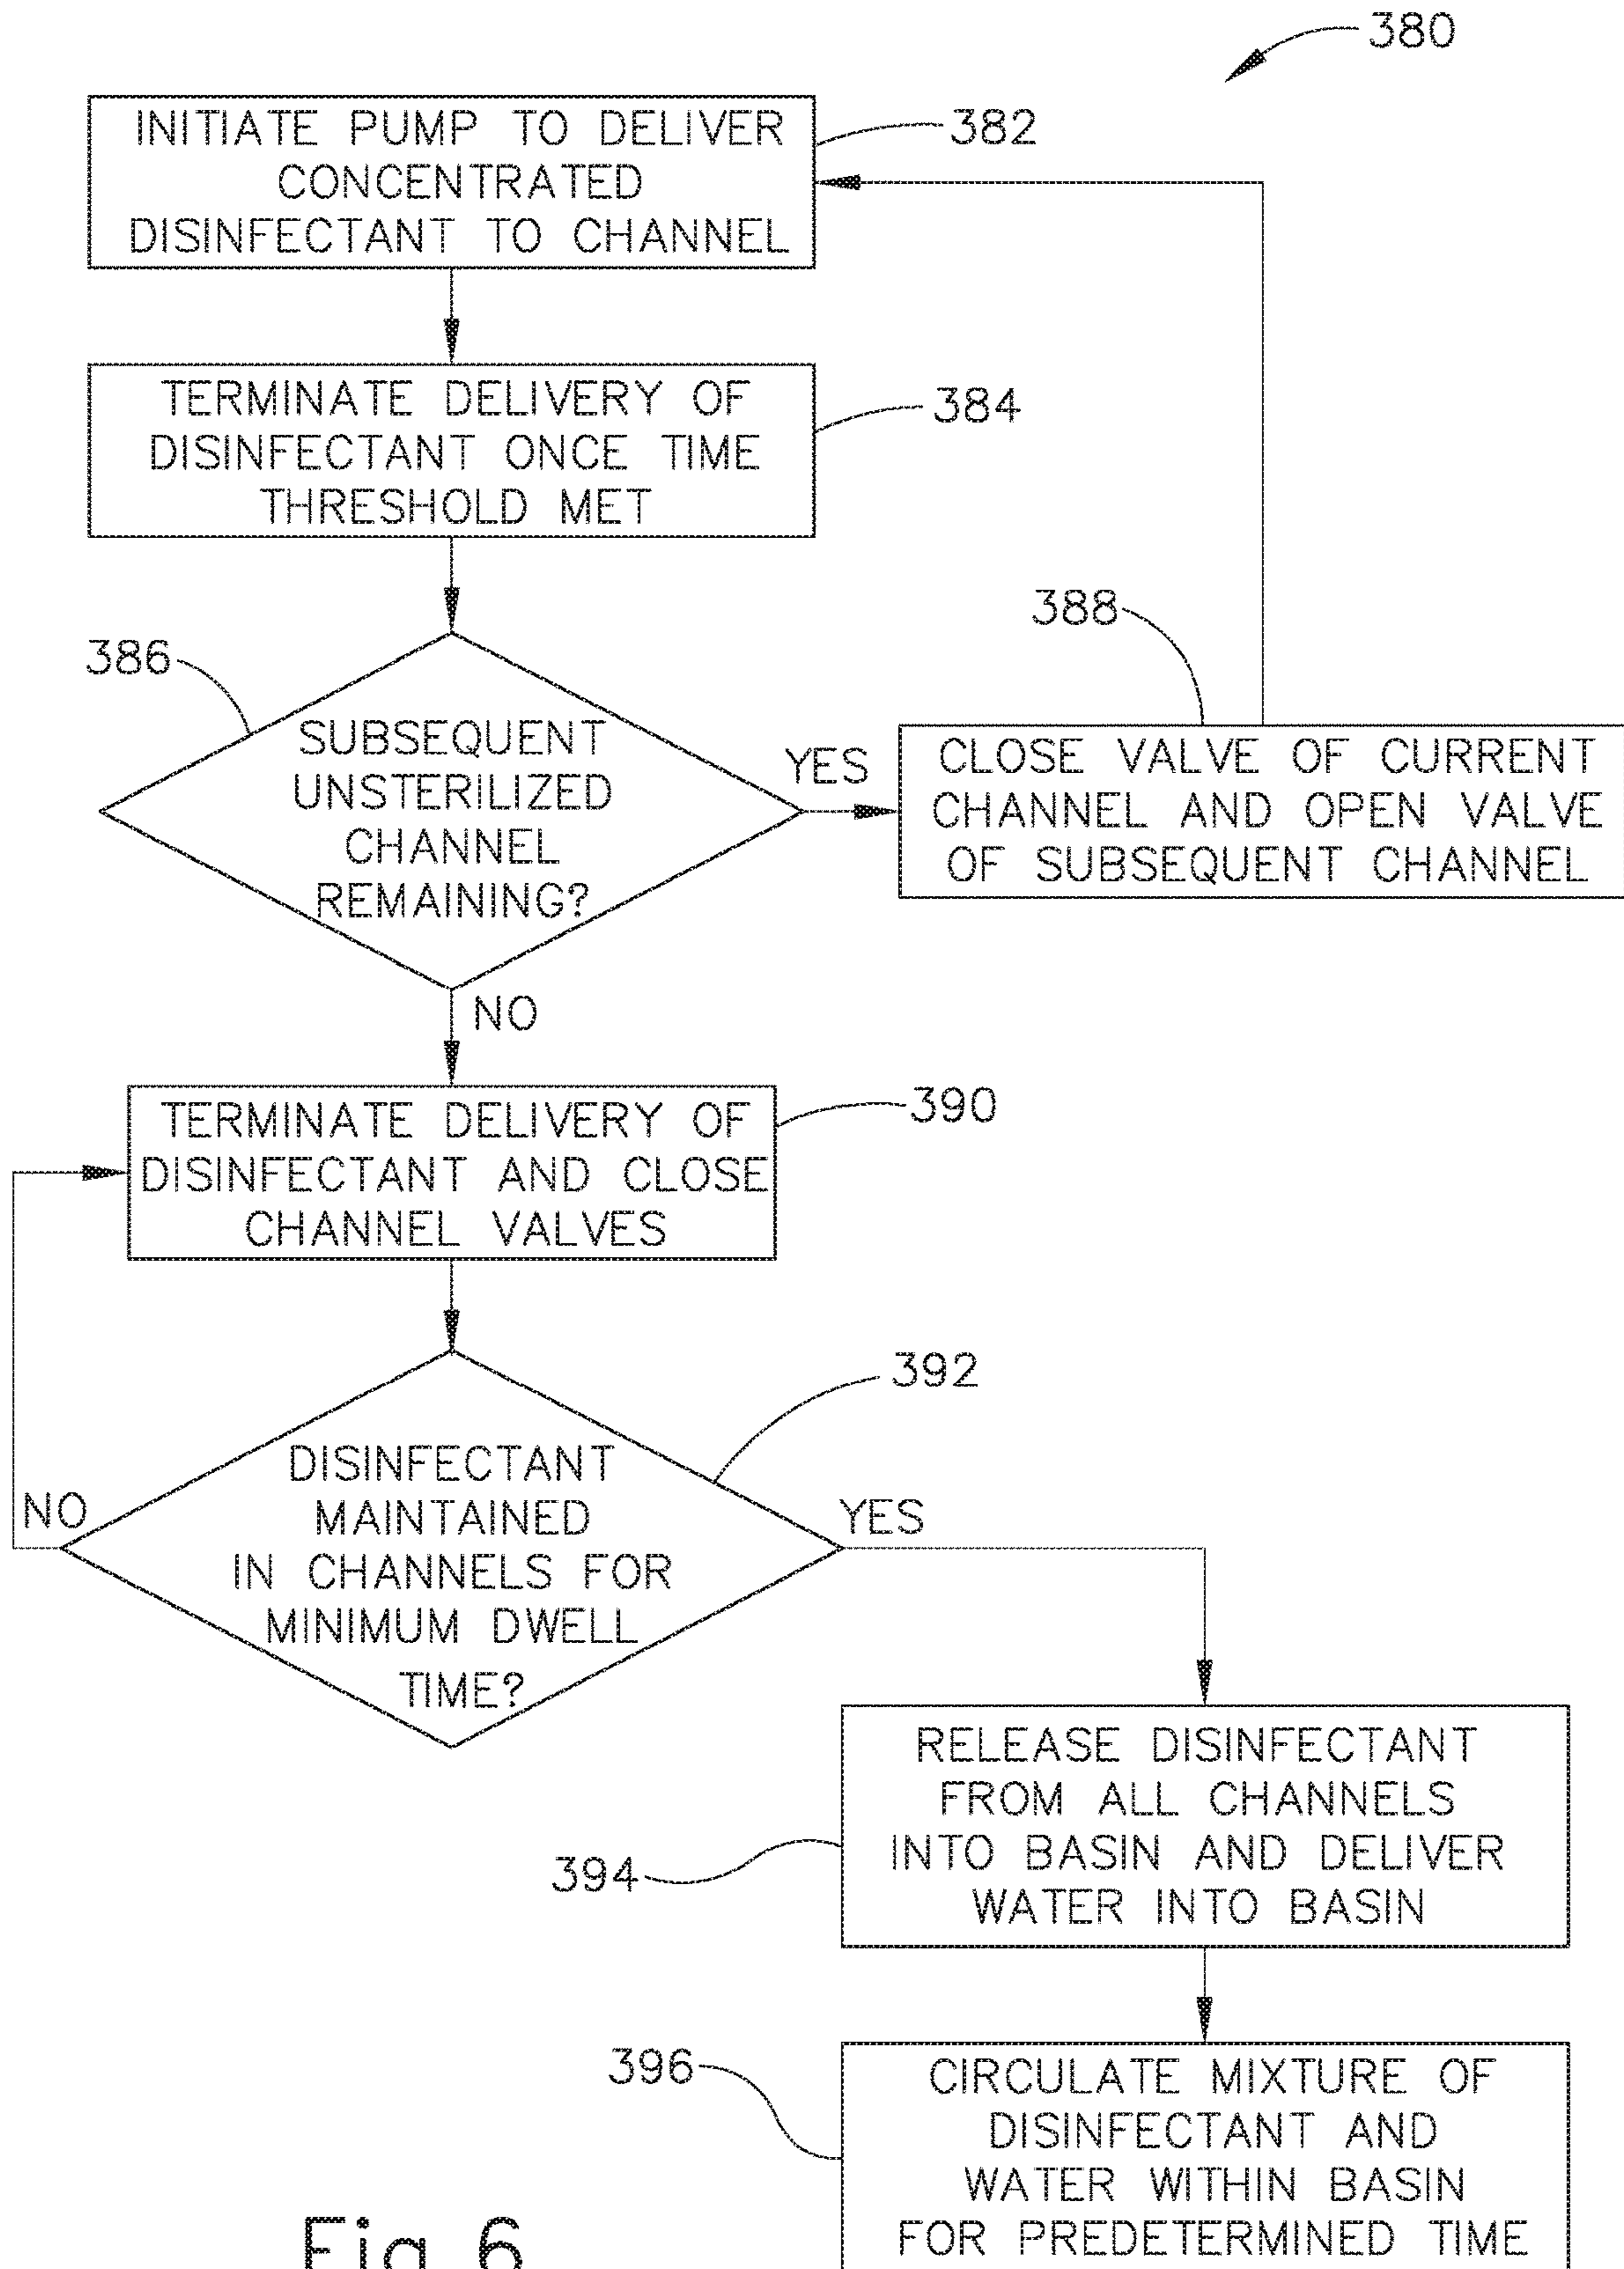 380
INITIATE PUMP TO DELIVER
CONCENTRATED
DISINFECTANT TO CHANNEL
382
TERMINATE DELIVERY OF
DISINFECTANT ONCE TIME
THRESHOLD MET
384
386
SUBSEQUENT
UNSTERILIZED
CHANNEL
REMAINING?
YES
388
CLOSE VALVE OF CURRENT
CHANNEL AND OPEN VALVE
OF SUBSEQUENT CHANNEL
NO
TERMINATE DELIVERY OF
DISINFECTANT AND CLOSE
CHANNEL VALVES
390
392
DISINFECTANT
MAINTAINED
IN CHANNELS FOR
MINIMUM DWELL
TIME?
NO
YES
RELEASE DISINFECTANT
FROM ALL CHANNELS
INTO BASIN AND DELIVER
WATER INTO BASIN
394
396
CIRCULATE MIXTURE OF
DISINFECTANT AND
WATER WITHIN BASIN
FOR PREDETERMINED TIME
Fig.6